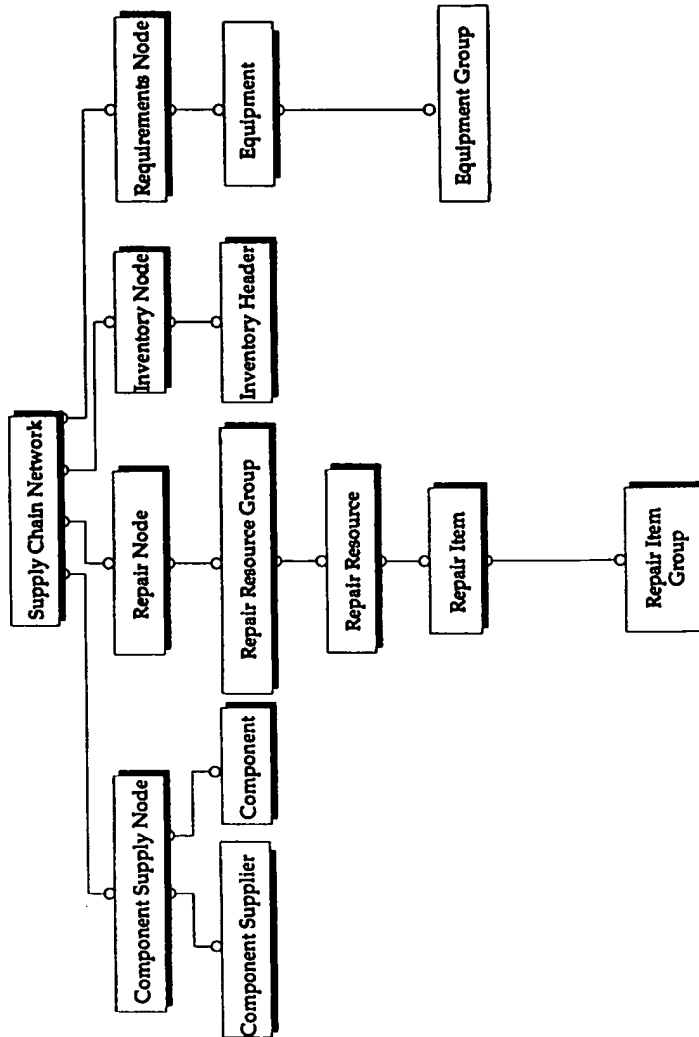 Supply Chain Network
Component Supply Node
Repair Node
Inventory Node
Requirements Node
Component Supplier
Component
Repair Resource Group
Inventory Header
Equipment
Repair Resource
Repair Item
Equipment Group
Repair Item
Group